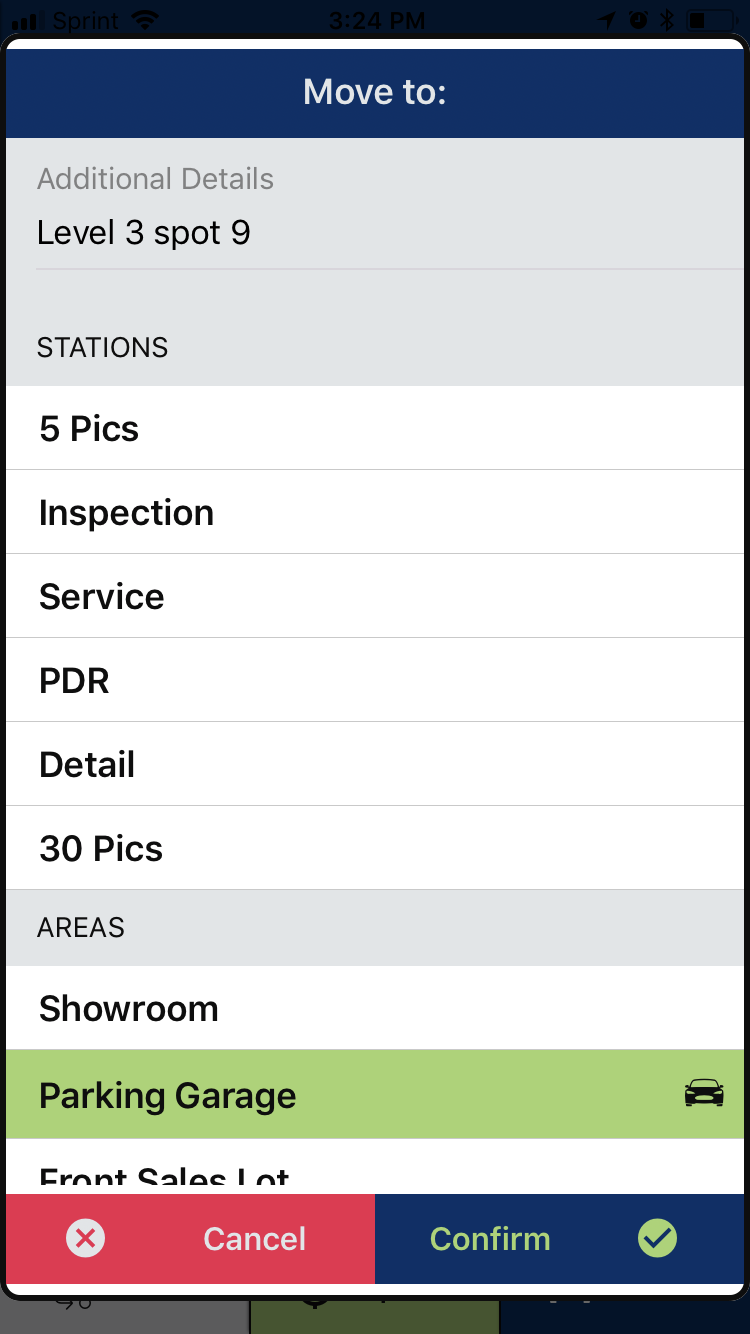 Sprint 3:24 PM
Move to:
Additional Details
Level 3 spot 9
STATIONS
5 Pics
Inspection
Service
PDR
Detail
30 Pics
AREAS
Showroom
Parking Garage
Front Sales Lot
Cancel Confirm